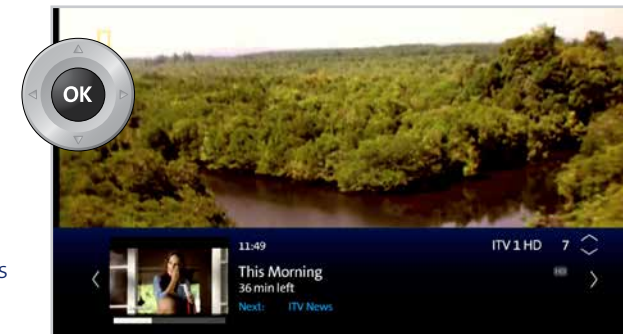 OK
11:49
ITV 1 HD 7
This Morning
HD
36 min left
Next: ITV News
s